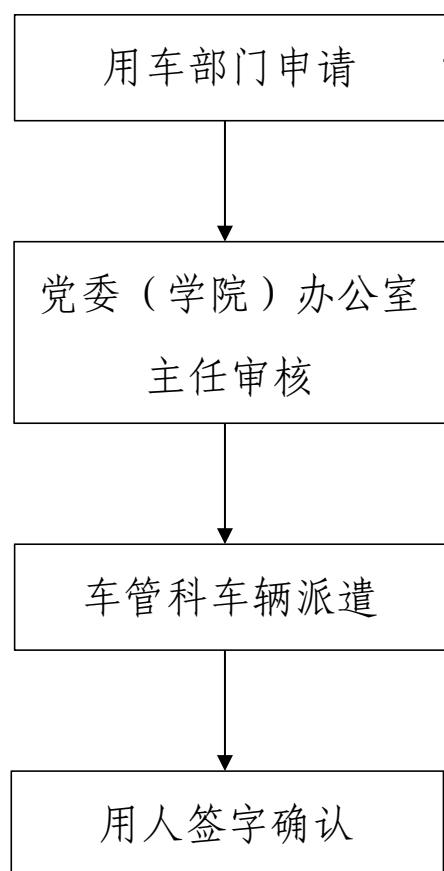 用车部门申请
党委（学院）办公室
主任审核
车管科车辆派遣
用人签字确认